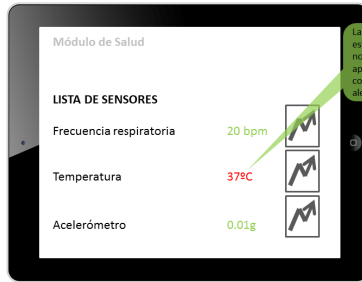 Módulo de Salud
La
es
no
ap
co
ale
LISTA DE SENSORES
Frecuencia respiratoria 20 bpm
Temperatura 37ºC
Acelerómetro 0.01g